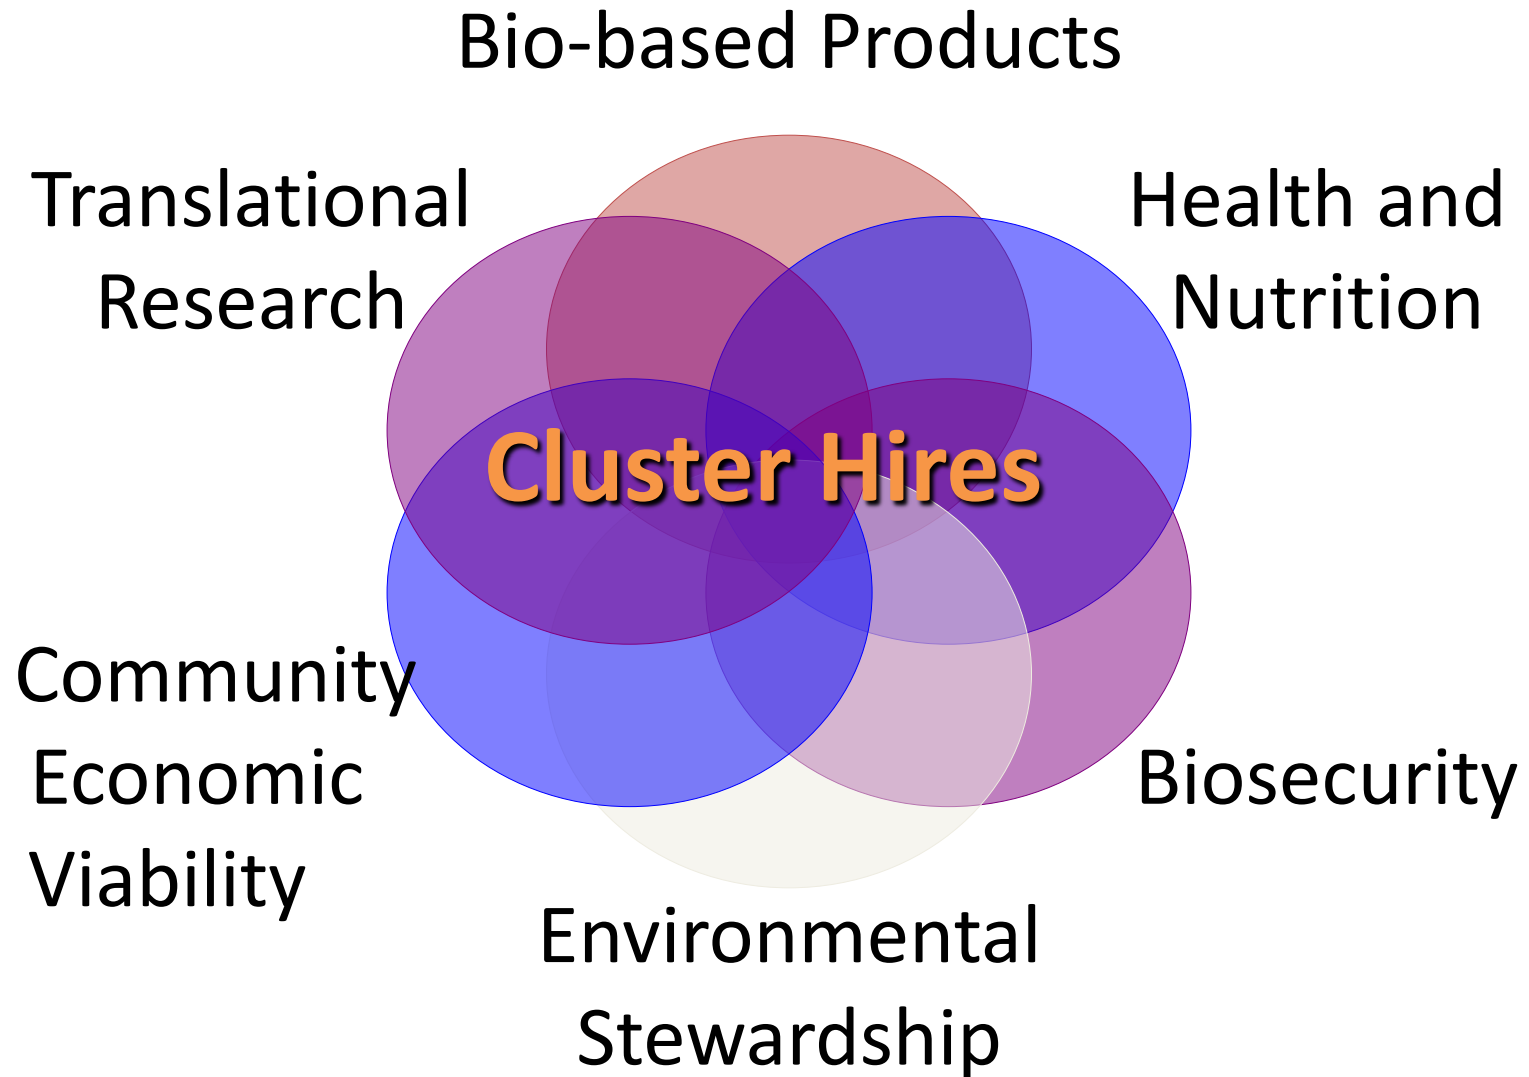 Bio-based Products
Translational
Research
Health and
Nutrition
Cluster Hires
Community
Economic
Viability
Biosecurity
Environmental
Stewardship